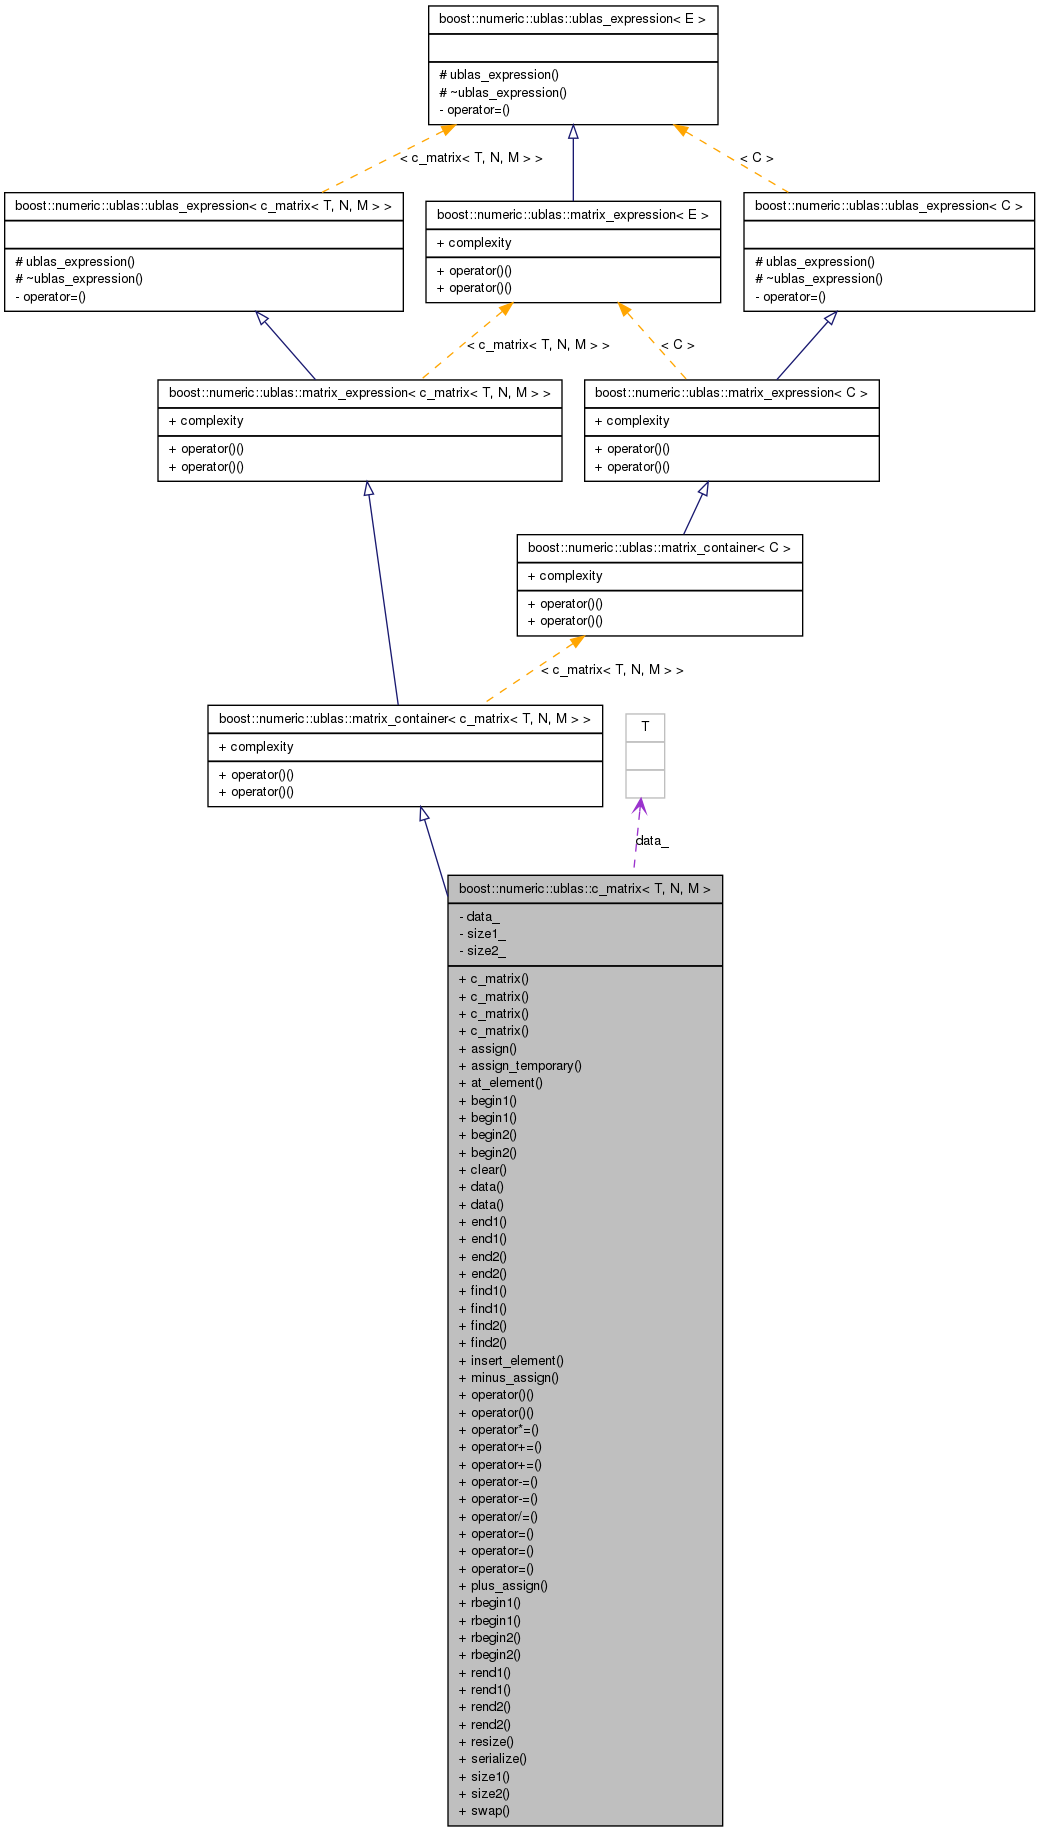 boost::numeric::ublas::ublas_expression< E >
# ublas_expression()
# ~ublas_expression()
- operator=()
< c_matrix< T, N, M > >
< C >
boost::numeric::ublas::ublas_expression< c_matrix< T, N, M > >
# ublas_expression()
# ~ublas_expression()
- operator=()
boost::numeric::ublas::matrix_expression< E >
+ complexity
+ operator()()
+ operator()()
boost::numeric::ublas::ublas_expression< C >
# ublas_expression()
# ~ublas_expression()
- operator=()
< c_matrix< T, N, M > >
< C >
boost::numeric::ublas::matrix_expression< c_matrix< T, N, M > >
+ complexity
+ operator()()
+ operator()()
boost::numeric::ublas::matrix_expression< C >
+ complexity
+ operator()()
+ operator()()
boost::numeric::ublas::matrix_container< C >
+ complexity
+ operator()()
+ operator()()
< c_matrix< T, N, M > >
boost::numeric::ublas::matrix_container< c_matrix< T, N, M > >
+ complexity
+ operator()()
+ operator()()
T
data_
boost::numeric::ublas::c_matrix< T, N, M >
- data_
- size1_
- size2_
+ c_matrix()
+ c_matrix()
+ c_matrix()
+ c_matrix()
+ assign()
+ assign_temporary()
+ at_element()
+ begin1()
+ begin1()
+ begin2()
+ begin2()
+ clear()
+ data()
+ data()
+ end1()
+ end1()
+ end2()
+ end2()
+ find1()
+ find1()
+ find2()
+ find2()
+ insert_element()
+ minus_assign()
+ operator()()
+ operator()()
+ operator*=()
+ operator+=()
+ operator+=()
+ operator-=()
+ operator-=()
+ operator/=()
+ operator=()
+ operator=()
+ operator=()
+ plus_assign()
+ rbegin1()
+ rbegin1()
+ rbegin2()
+ rbegin2()
+ rend1()
+ rend1()
+ rend2()
+ rend2()
+ resize()
+ serialize()
+ size1()
+ size2()
+ swap()